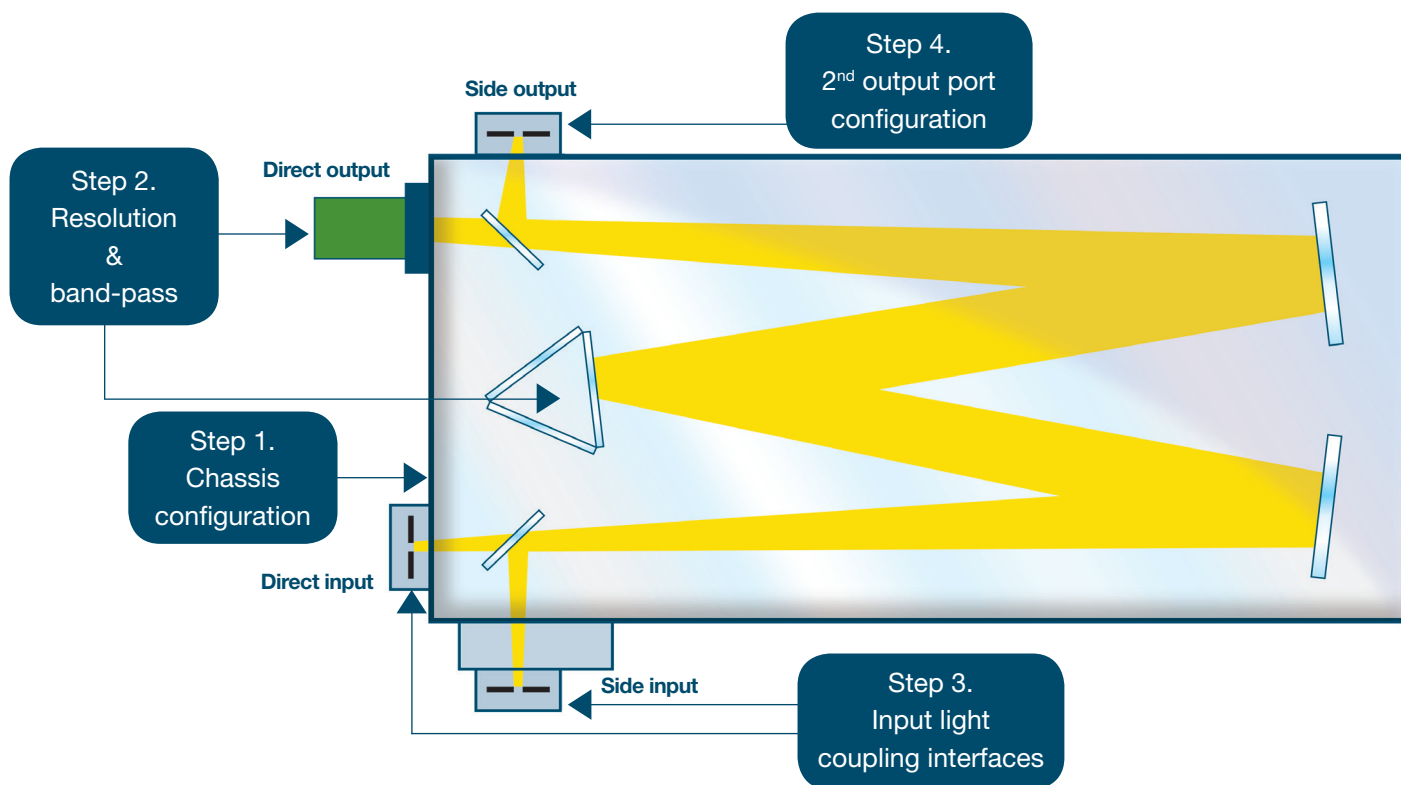 Step 4.
2nd output port
configuration
Side output
Direct output
Step 2.
Resolution
&
band-pass
Step 1.
Chassis
configuration
Direct input
Side input
Step 3.
Input light
coupling interfaces